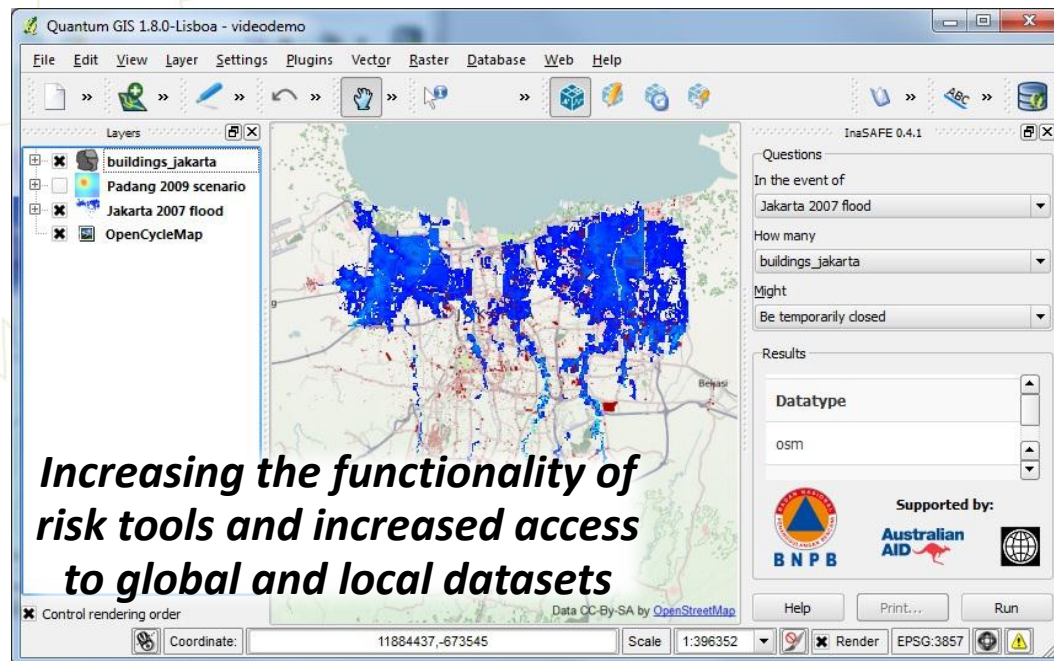 Quantum GIS 1.8.0-Lisboa - videodemo
File Edit View Layer Settings Plugins Vector Raster Database Web Help
» » » » » » » ABC »
Layers
buildings_jakarta
Padang 2009 scenario
Jakarta 2007 flood
OpenCycleMap
Bekasi
InaSAFE 0.4.1
Questions
In the event of
Jakarta 2007 flood
How many
buildings_jakarta
Might
Be temporarily closed
Results
Datatype
osm
BNPB
Supported by:
Australian
AID
Increasing the functionality of
risk tools and increased access
to global and local datasets
Control rendering order
Data CC-By-SA by OpenStreetMap
Help Print... Run
Coordinate: 11884437,-673545 Scale 1:396352 Render EPSG:3857